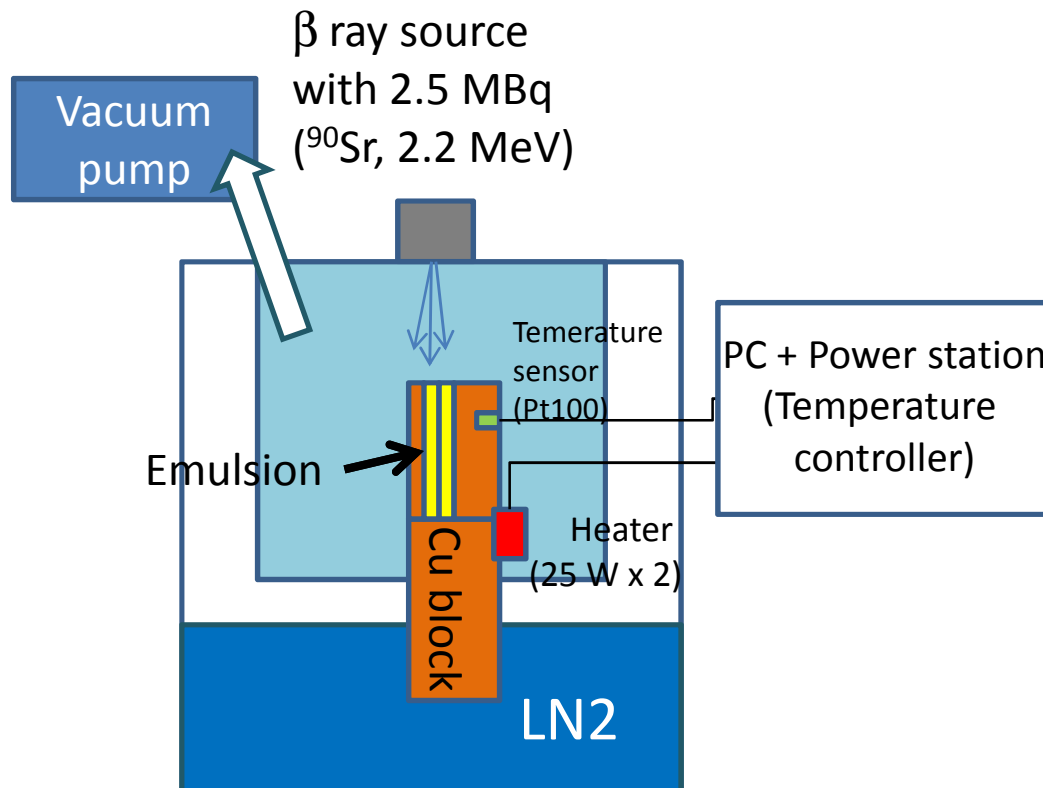 β ray source
with 2.5 MBq
(⁹⁰Sr, 2.2 MeV)
Vacuum
pump
Temerature
sensor
(Pt100)
PC + Power station
(Temperature
controller)
Emulsion
Heater
(25 W x 2)
Cu block
LN2